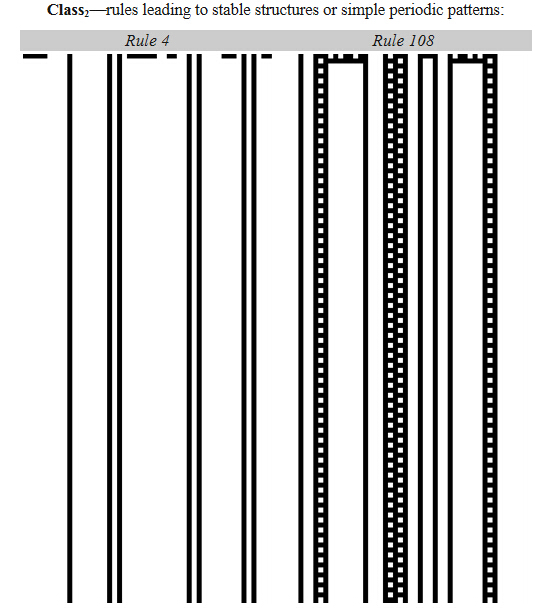 Class₂—rules leading to stable structures or simple periodic patterns:
Rule 4 Rule 108